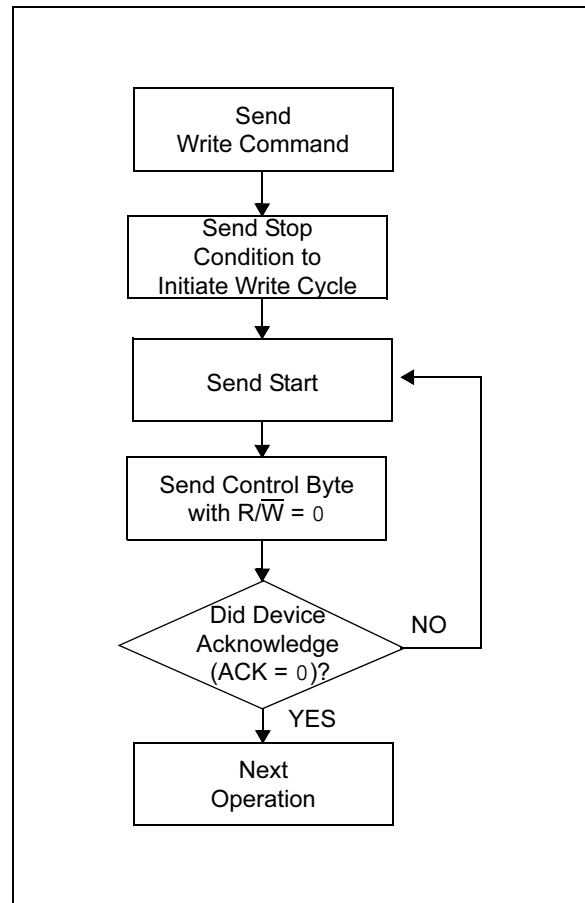 Send
Write Command
Send Stop
Condition to
Initiate Write Cycle
Send Start
Send Control Byte
with R/W̅ = 0
Did Device
Acknowledge
(ACK = 0)?
NO
YES
Next
Operation